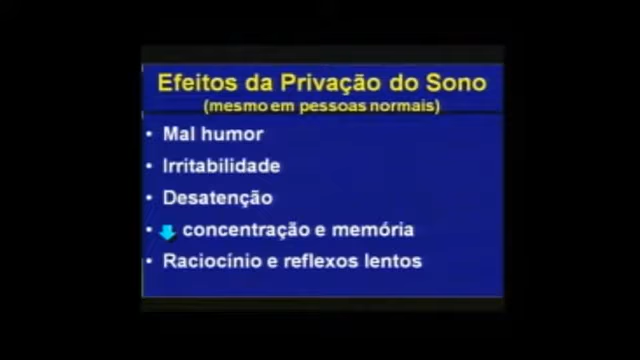 Efeitos da Privação do Sono
(mesmo em pessoas normais)
• Mal humor
• Irritabilidade
• Desatenção
• ⬇ concentração e memória
• Raciocínio e reflexos lentos